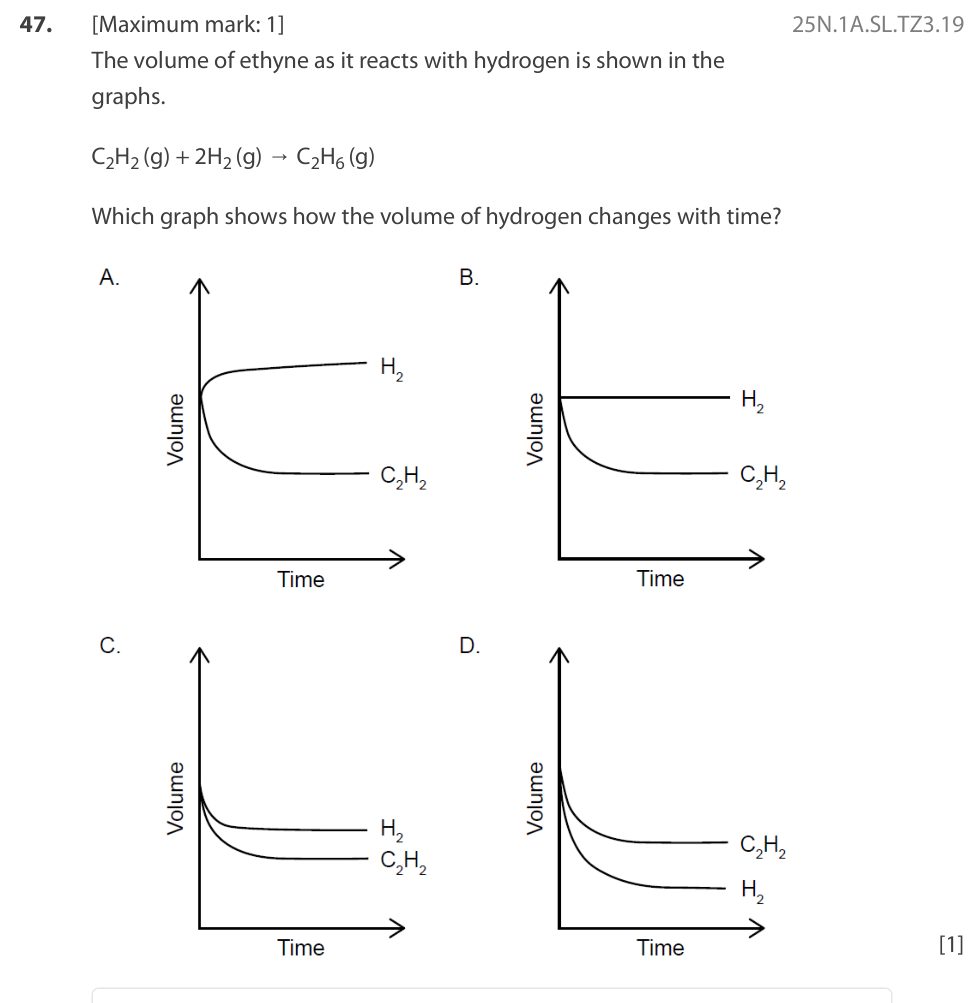 47. [Maximum mark: 1] 25N.1A.SL.TZ3.19
The volume of ethyne as it reacts with hydrogen is shown in the
graphs.
C₂H₂ (g) + 2H₂ (g) → C₂H₆ (g)
Which graph shows how the volume of hydrogen changes with time?
A.
Volume
H₂
C₂H₂
Time
B.
Volume
H₂
C₂H₂
Time
C.
Volume
H₂
C₂H₂
Time
D.
Volume
C₂H₂
H₂
Time
[1]